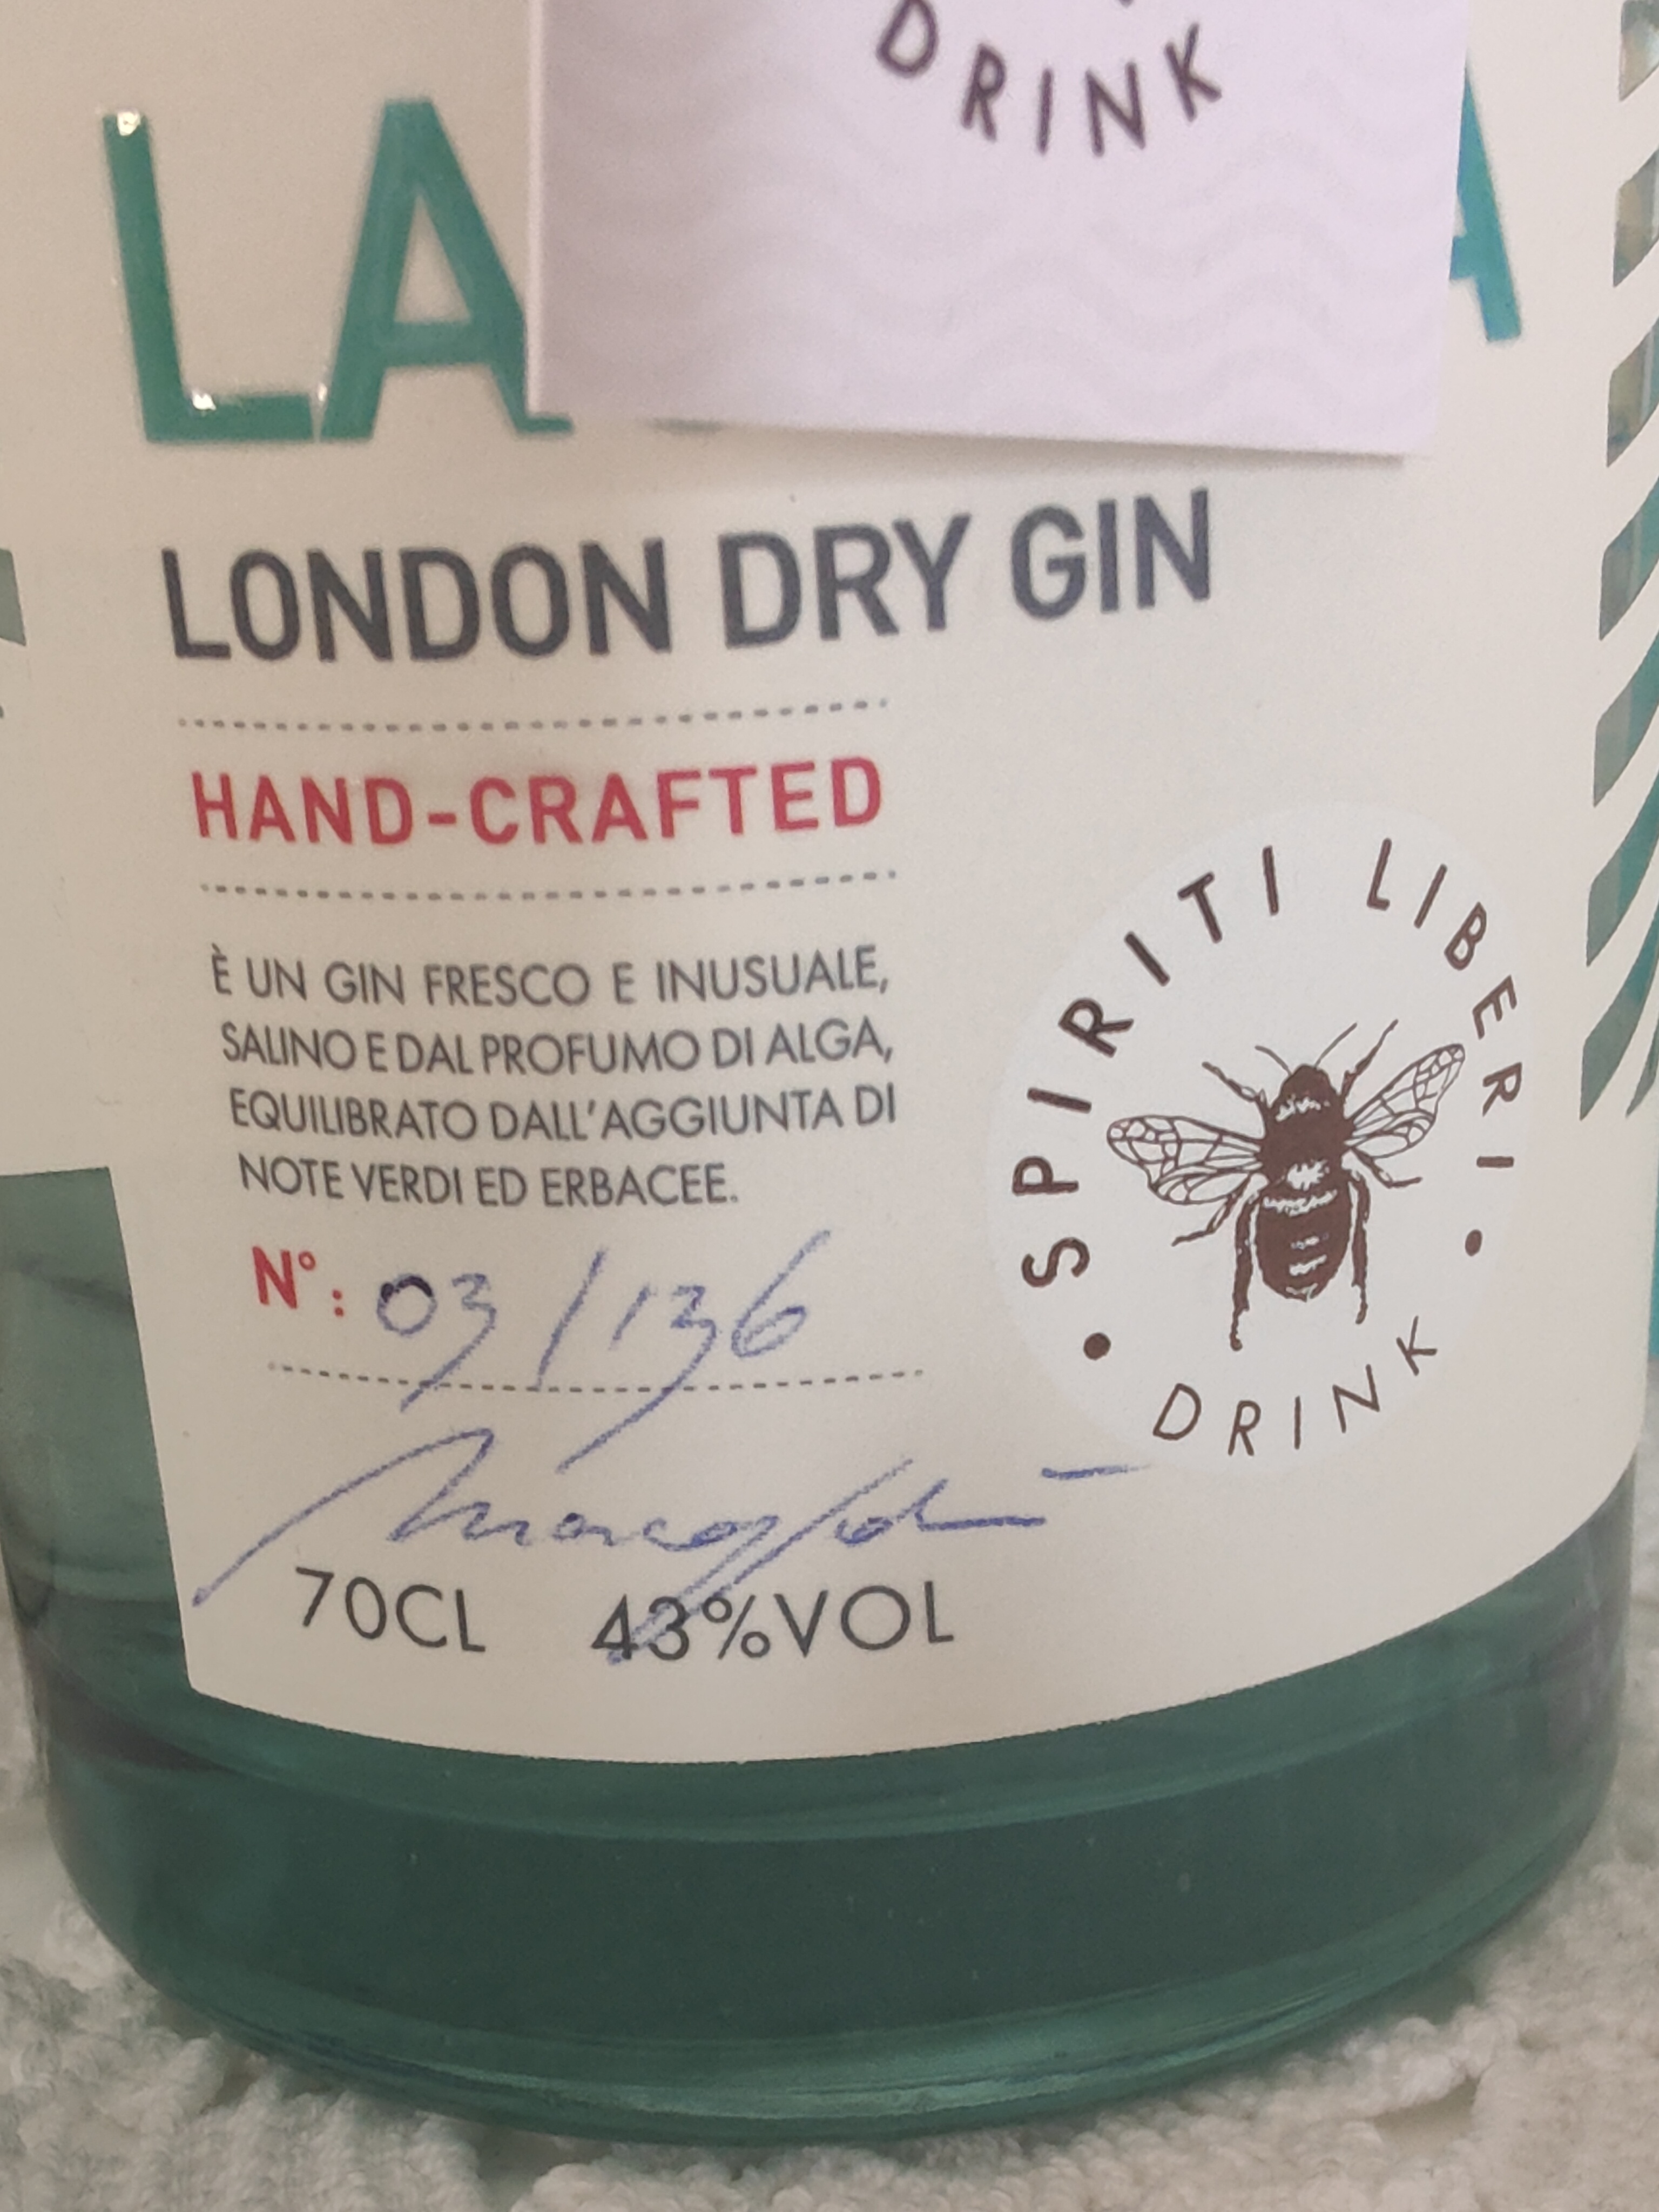 DRINK
LONDON DRY GIN
HAND-CRAFTED
È UN GIN FRESCO E INUSUALE,
SALINO E DAL PROFUMO DI ALGA,
EQUILIBRATO DALL'AGGIUNTA DI
NOTE VERDI ED ERBACEE.
N°: 03/136
70CL 43%VOL
• SPIRITI LIBERI •
DRINK